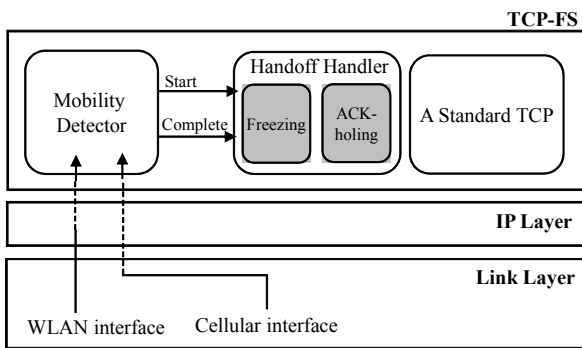 TCP-FS
Mobility
Detector
Start
Complete
Handoff Handler
Freezing
ACK-
holing
A Standard TCP
IP Layer
Link Layer
WLAN interface
Cellular interface